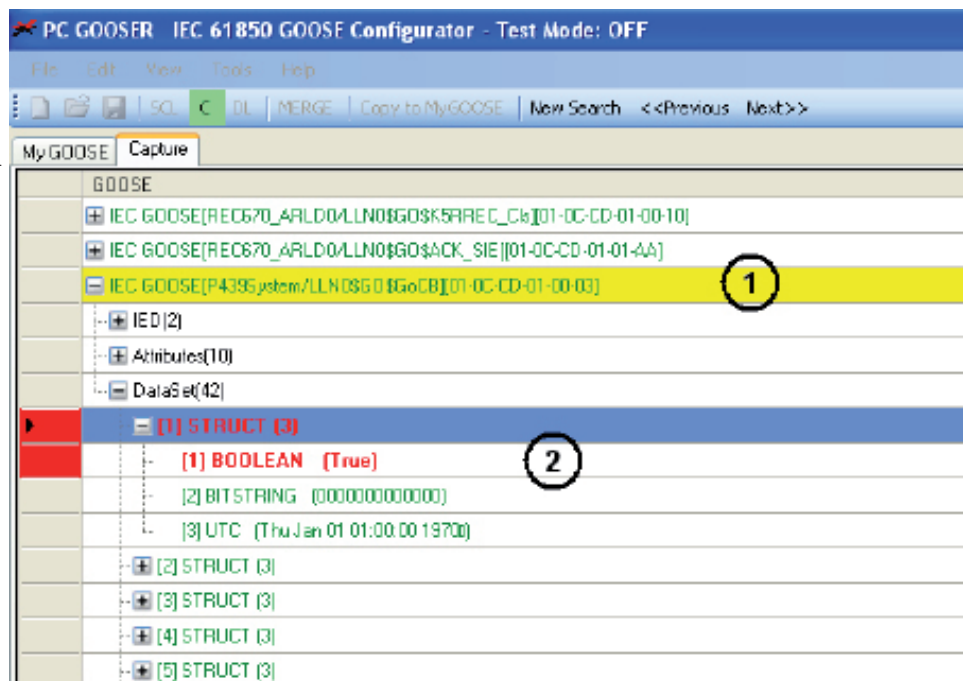 PC GOOSER IEC 61850 GOOSE Configurator - Test Mode: OFF
File Edit View Tools Help
SCL C DL MERGE Copy to MyGOOSE New Search <<Previous Next>>
My GOOSE Capture
GOOSE
IEC GOOSE[REC670_ARLD0/LLN0$GO$K5RREC_Cls][01-0C-CD-01-00-10]
IEC GOOSE[REC670_ARLD0/LLN0$GO$ACK_SIE][01-0C-CD-01-01-AA]
IEC GOOSE[P439System/LLN0$GO$GoCB][01-0C-CD-01-00-03]
1
IED(2)
Attributes(10)
DataSet(42)
[1] STRUCT (3)
[1] BOOLEAN (True)
2
[2] BITSTRING (0000000000000)
[3] UTC (Thu Jan 01 01:00:00 1970)
[2] STRUCT (3)
[3] STRUCT (3)
[4] STRUCT (3)
[5] STRUCT (3)